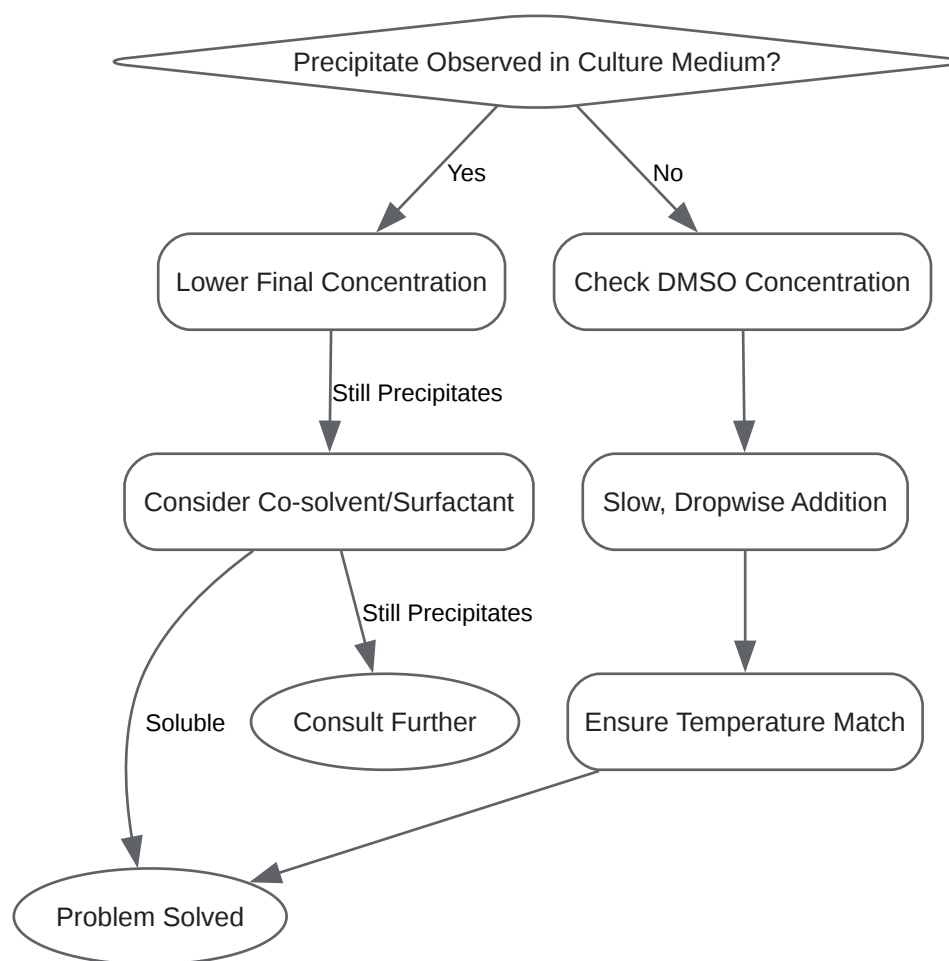 Precipitate Observed in Culture Medium?
Yes
No
Lower Final Concentration
Check DMSO Concentration
Still Precipitates
Consider Co-solvent/Surfactant
Slow, Dropwise Addition
Still Precipitates
Soluble
Consult Further
Ensure Temperature Match
Problem Solved